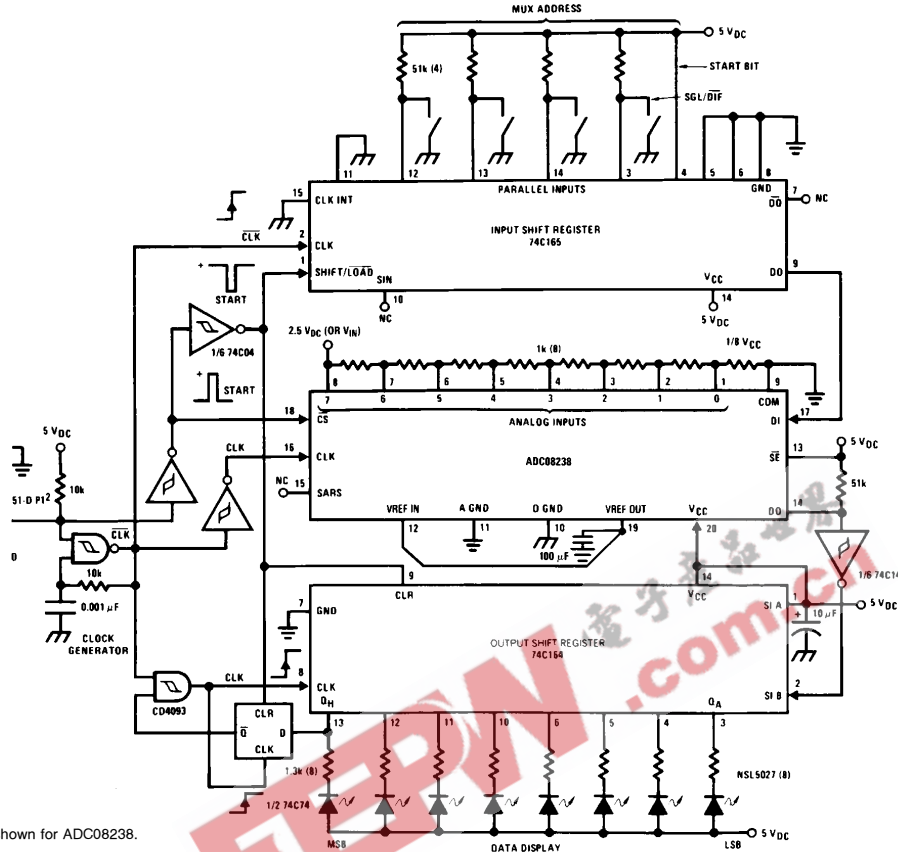 MUX ADDRESS
5 VDC
51k (4)
START BIT
SGL/DIF
11 12 13 14 3 4 5 6 8
PARALLEL INPUTS
GND
15 CLK INT
DO 7 NC
INPUT SHIFT REGISTER
74C165
CLK
2 CLK
1 SHIFT/LOAD
DO 9
SIN
VCC
10
NC
14
5 VDC
+
START
1/6 74C04
2.5 VDC (OR VIN)
1k (8)
1/8 VCC
+
START
8 7 6 5 4 3 2 1 9
7 6 5 4 3 2 1 0
COM
18 CS
ANALOG INPUTS
DI 17
CLK
16 CLK
ADC08238
SE 13
5 VDC
51k
NC 15 SARS
DO 14
VREF IN
A GND
D GND
VREF OUT
VCC
12 11 10 19 20
100 μF
1/6 74C14
5 VDC
10k
51-D P1²
CLK
D
10k
0.001 μF
CLOCK
GENERATOR
9
CLR
14
VCC
7 GND
SI A 1
5 VDC
+ 10 μF
OUTPUT SHIFT REGISTER
74C164
CLK
8 CLK
SI B 2
CD4093
QH
QA
13 12 11 10 6 5 4 3
CLR
Q D
CLK
1.3k (8)
NSL5027 (8)
1/2 74C74
5 VDC
MSB
DATA DISPLAY
LSB
hown for ADC08238.
電子產品世界
EEPW.com.cn